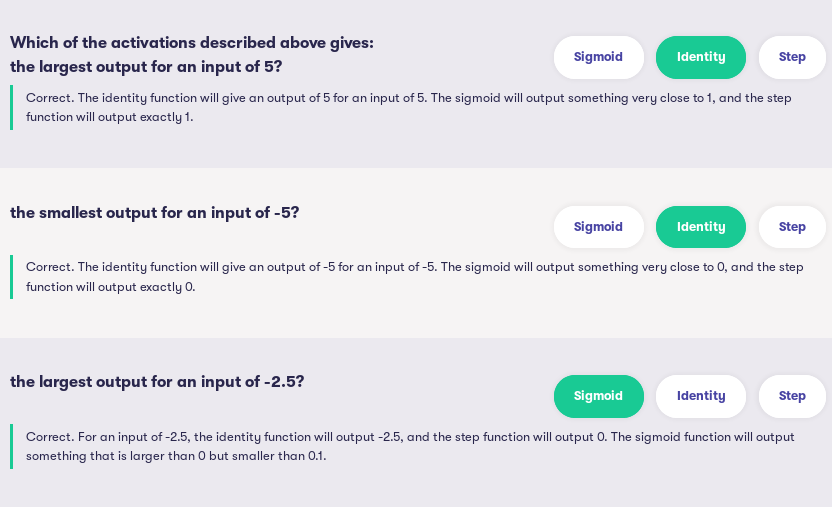 Which of the activations described above gives:
the largest output for an input of 5?
Sigmoid
Identity
Step
Correct. The identity function will give an output of 5 for an input of 5. The sigmoid will output something very close to 1, and the step
function will output exactly 1.
the smallest output for an input of -5?
Sigmoid
Identity
Step
Correct. The identity function will give an output of -5 for an input of -5. The sigmoid will output something very close to 0, and the step
function will output exactly 0.
the largest output for an input of -2.5?
Sigmoid
Identity
Step
Correct. For an input of -2.5, the identity function will output -2.5, and the step function will output 0. The sigmoid function will output
something that is larger than 0 but smaller than 0.1.